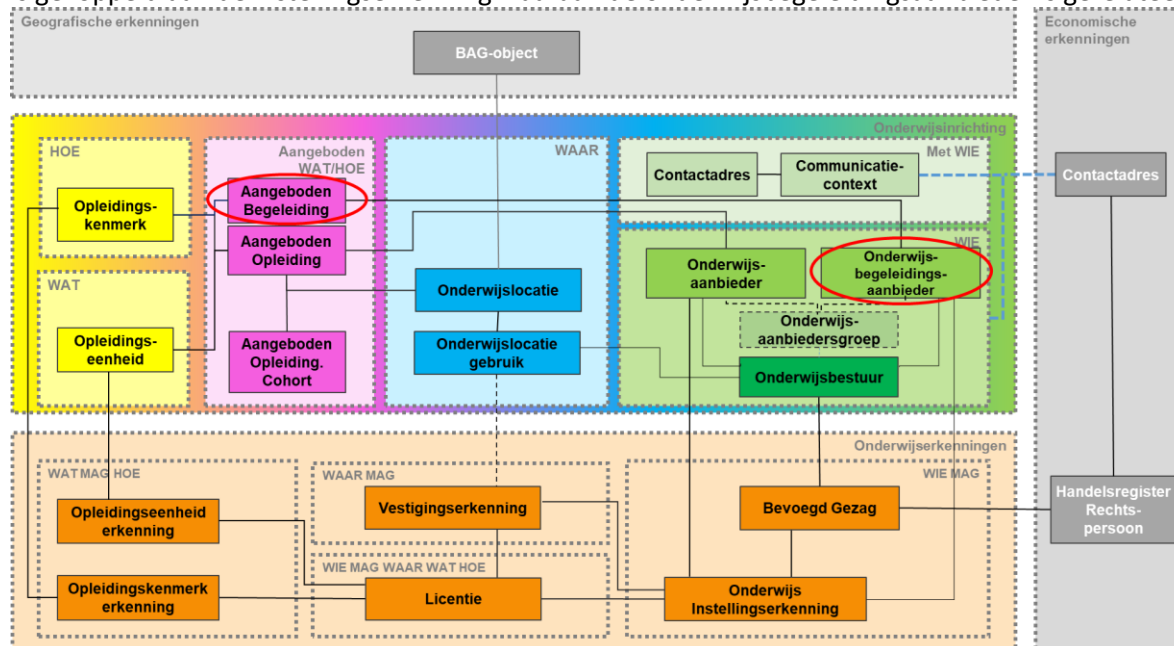 Geografische erkenningen
BAG-object
Economische
erkenningen
Onderwijsinrichting
HOE
Opleidings-
kenmerk
Aangeboden
WAT/HOE
Aangeboden
Begeleiding
Aangeboden
Opleiding
Aangeboden
Opleiding.
Cohort
WAAR
Onderwijslocatie
Onderwijslocatie
gebruik
Met WIE
Contactadres
Communicatie-
context
Contactadres
WIE
Onderwijs-
aanbieder
Onderwijs-
begeleidings-
aanbieder
Onderwijs-
aanbiedersgroep
Onderwijsbestuur
WAT
Opleidings-
eenheid
Onderwijserkenningen
WAT MAG HOE
Opleidingseenheid
erkenning
Opleidingskenmerk
erkenning
WAAR MAG
Vestigingserkenning
WIE MAG WAAR WAT HOE
Licentie
WIE MAG
Bevoegd Gezag
Onderwijs
Instellingserkenning
Handelsregister
Rechts-
persoon